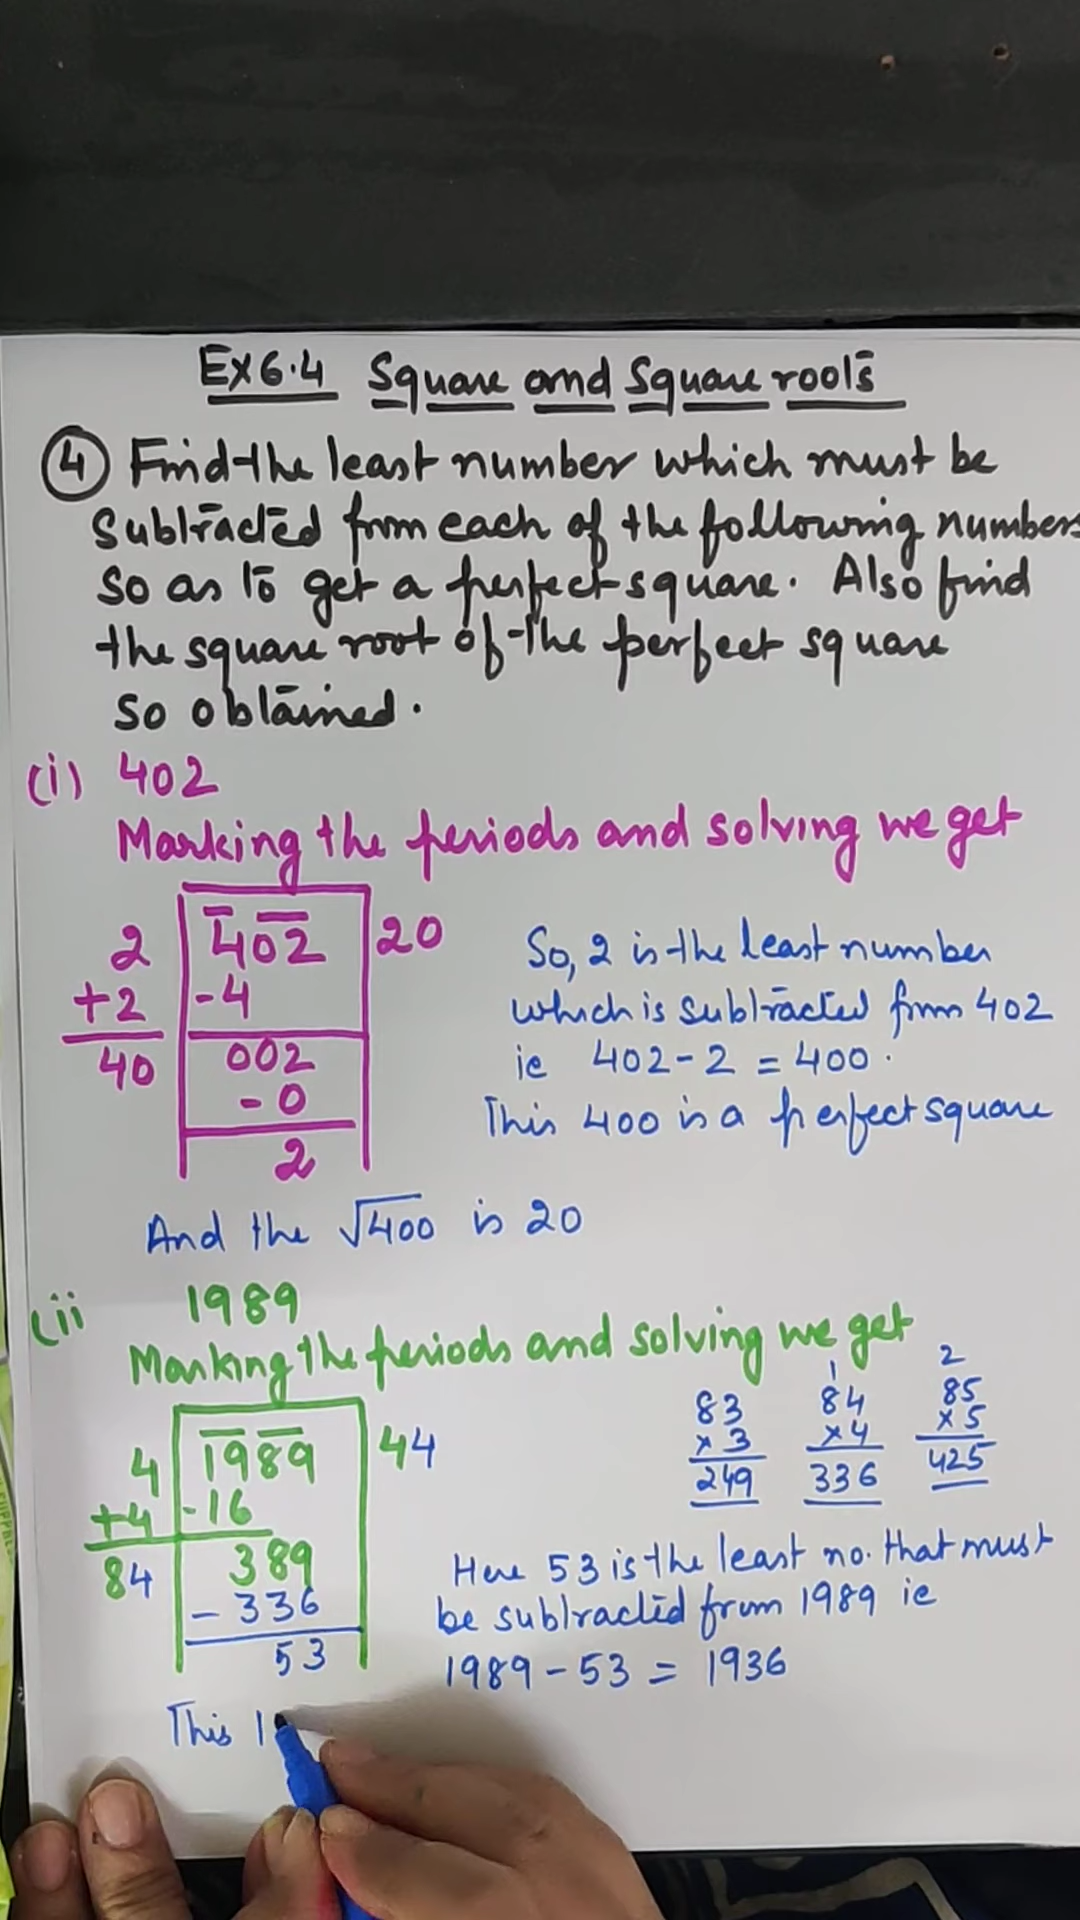 Ex 6.4 Square and Square roots
④ Find the least number which must be
Subtracted from each of the following numbers
so as to get a perfect square. Also find
the square root of the perfect square
so obtained.
(i) 402
Marking the periods and solving we get
2 402 20
+2 -4
40 002
- 0
2
So, 2 is the least number
which is subtracted from 402
ie 402 - 2 = 400.
This 400 is a perfect square
And the √400 is 20
(ii 1989
Marking the periods and solving we get
4 1989 44
+4 -16
84 389
- 336
53
83
x 3
249
1
84
x 4
336
2
85
x 5
425
Here 53 is the least no. that must
be subtracted from 1989 ie
1989 - 53 = 1936
This 1